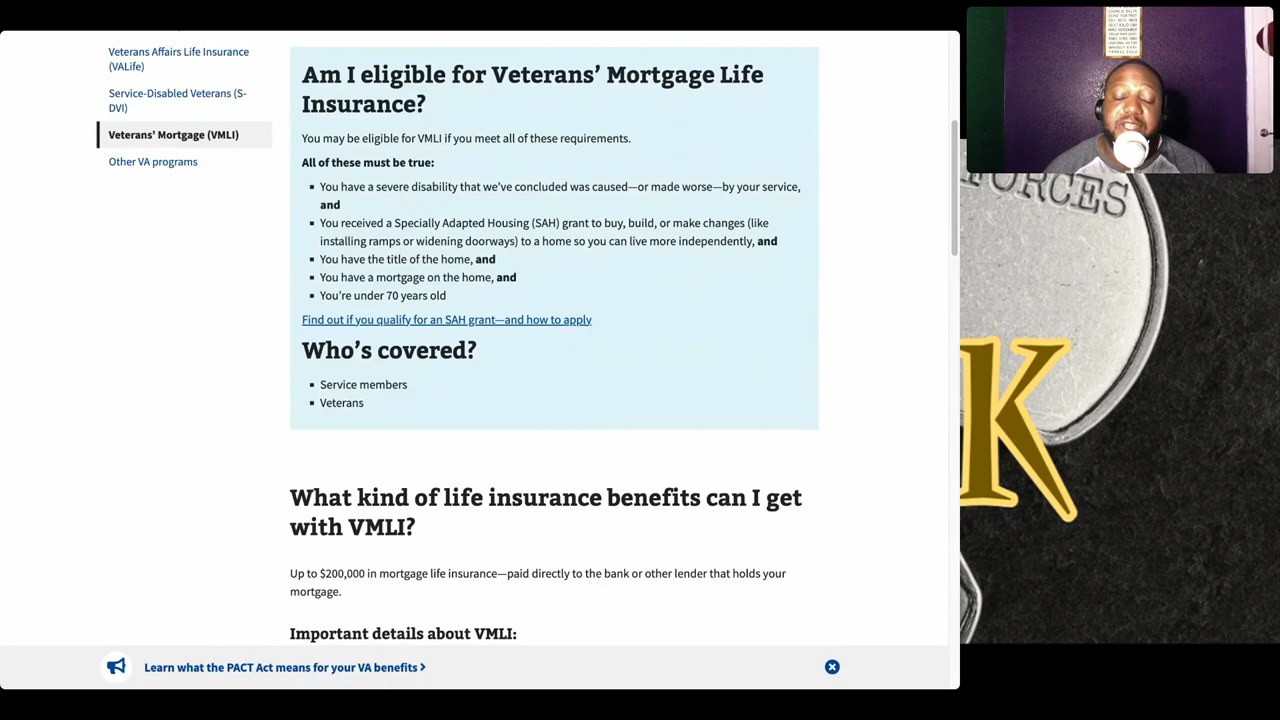 Veterans Affairs Life Insurance
(VALife)
Service-Disabled Veterans (S-
DVI)
Veterans’ Mortgage (VMLI)
Other VA programs
Am I eligible for Veterans’ Mortgage Life
Insurance?
You may be eligible for VMLI if you meet all of these requirements.
All of these must be true:
▪ You have a severe disability that we’ve concluded was caused—or made worse—by your service,
and
▪ You received a Specially Adapted Housing (SAH) grant to buy, build, or make changes (like
installing ramps or widening doorways) to a home so you can live more independently, and
▪ You have the title of the home, and
▪ You have a mortgage on the home, and
▪ You’re under 70 years old
Find out if you qualify for an SAH grant—and how to apply
Who’s covered?
▪ Service members
▪ Veterans
What kind of life insurance benefits can I get
with VMLI?
Up to $200,000 in mortgage life insurance—paid directly to the bank or other lender that holds your
mortgage.
Important details about VMLI:
Learn what the PACT Act means for your VA benefits
FORCES
K